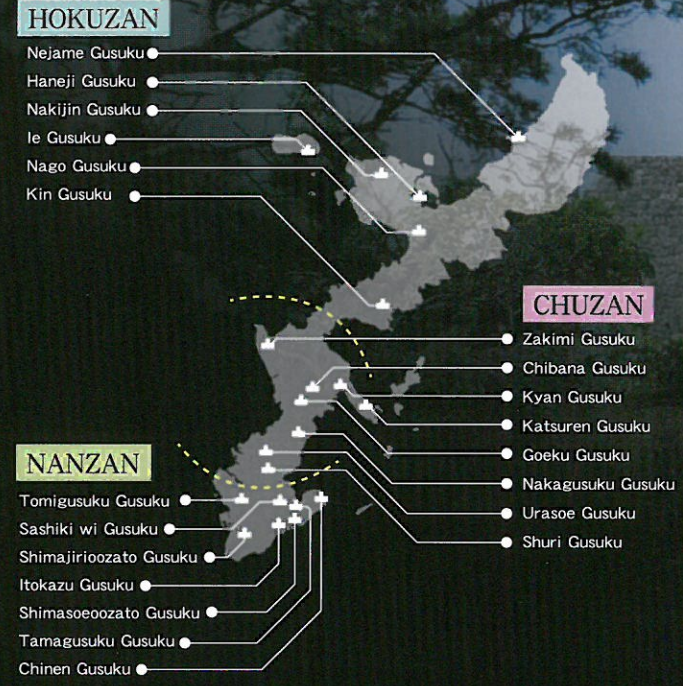 HOKUZAN
Nejame Gusuku
Haneji Gusuku
Nakijin Gusuku
Ie Gusuku
Nago Gusuku
Kin Gusuku
CHUZAN
Zakimi Gusuku
Chibana Gusuku
Kyan Gusuku
Katsuren Gusuku
Goeku Gusuku
Nakagusuku Gusuku
Urasoe Gusuku
Shuri Gusuku
NANZAN
Tomigusuku Gusuku
Sashiki wi Gusuku
Shimajirioozato Gusuku
Itokazu Gusuku
Shimasoeoozato Gusuku
Tamagusuku Gusuku
Chinen Gusuku